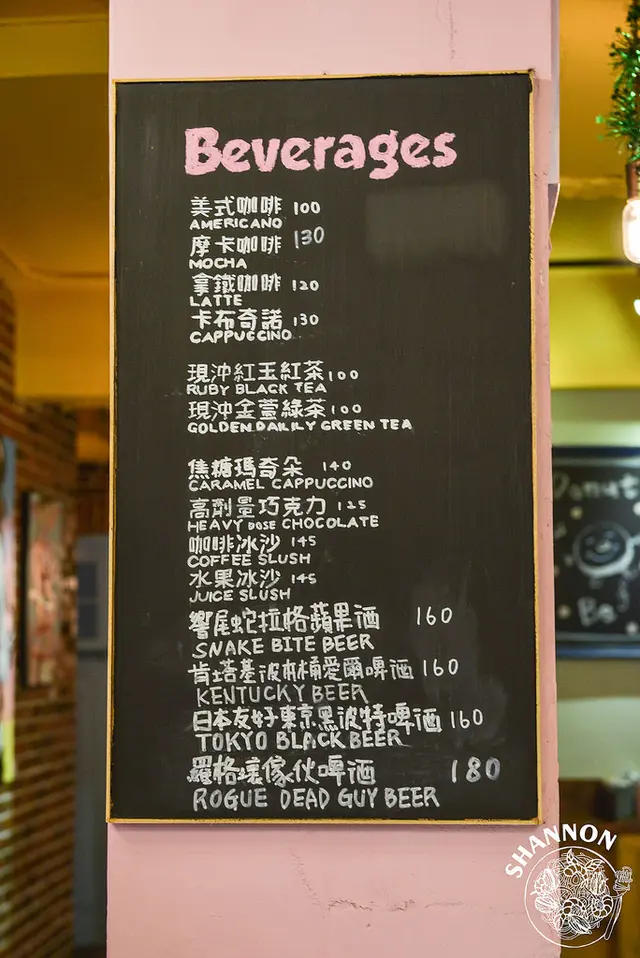 Beverages
美式咖啡 100
AMERICANO
摩卡咖啡 130
MOCHA
拿鐵咖啡 120
LATTE
卡布奇諾 130
CAPPUCCINO
現沖紅玉紅茶 100
RUBY BLACK TEA
現沖金萱綠茶 100
GOLDEN DAILILY GREEN TEA
焦糖瑪奇朵 140
CARAMEL CAPPUCCINO
高劑量巧克力 125
HEAVY DOSE CHOCOLATE
咖啡冰沙 145
COFFEE SLUSH
水果冰沙 145
JUICE SLUSH
響尾蛇拉格蘋果酒 160
SNAKE BITE BEER
肯塔基波本桶愛爾啤酒 160
KENTUCKY BEER
日本友好東京黑波特啤酒 160
TOKYO BLACK BEER
羅格壞傢伙啤酒 180
ROGUE DEAD GUY BEER
Donut
Be
SHANNON